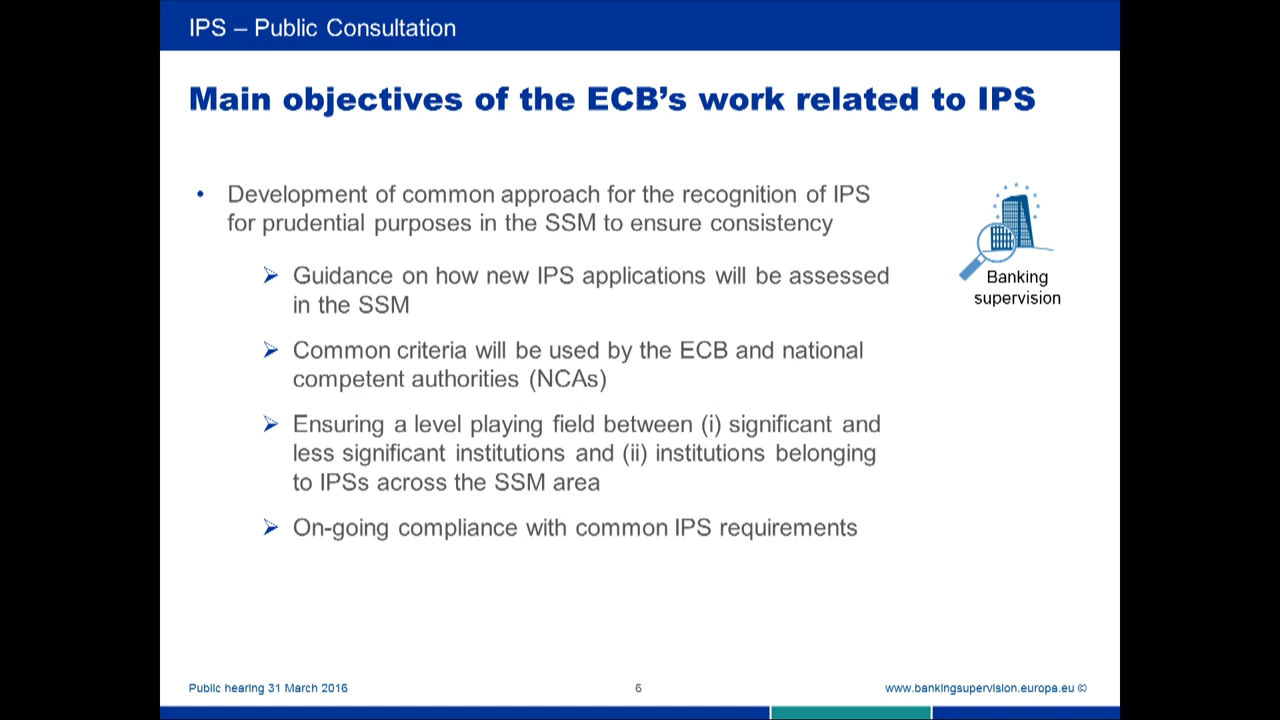 IPS – Public Consultation
Main objectives of the ECB’s work related to IPS
• Development of common approach for the recognition of IPS
for prudential purposes in the SSM to ensure consistency
➢ Guidance on how new IPS applications will be assessed
in the SSM
➢ Common criteria will be used by the ECB and national
competent authorities (NCAs)
➢ Ensuring a level playing field between (i) significant and
less significant institutions and (ii) institutions belonging
to IPSs across the SSM area
➢ On-going compliance with common IPS requirements
Banking
supervision
Public hearing 31 March 2016
6
www.bankingsupervision.europa.eu ©